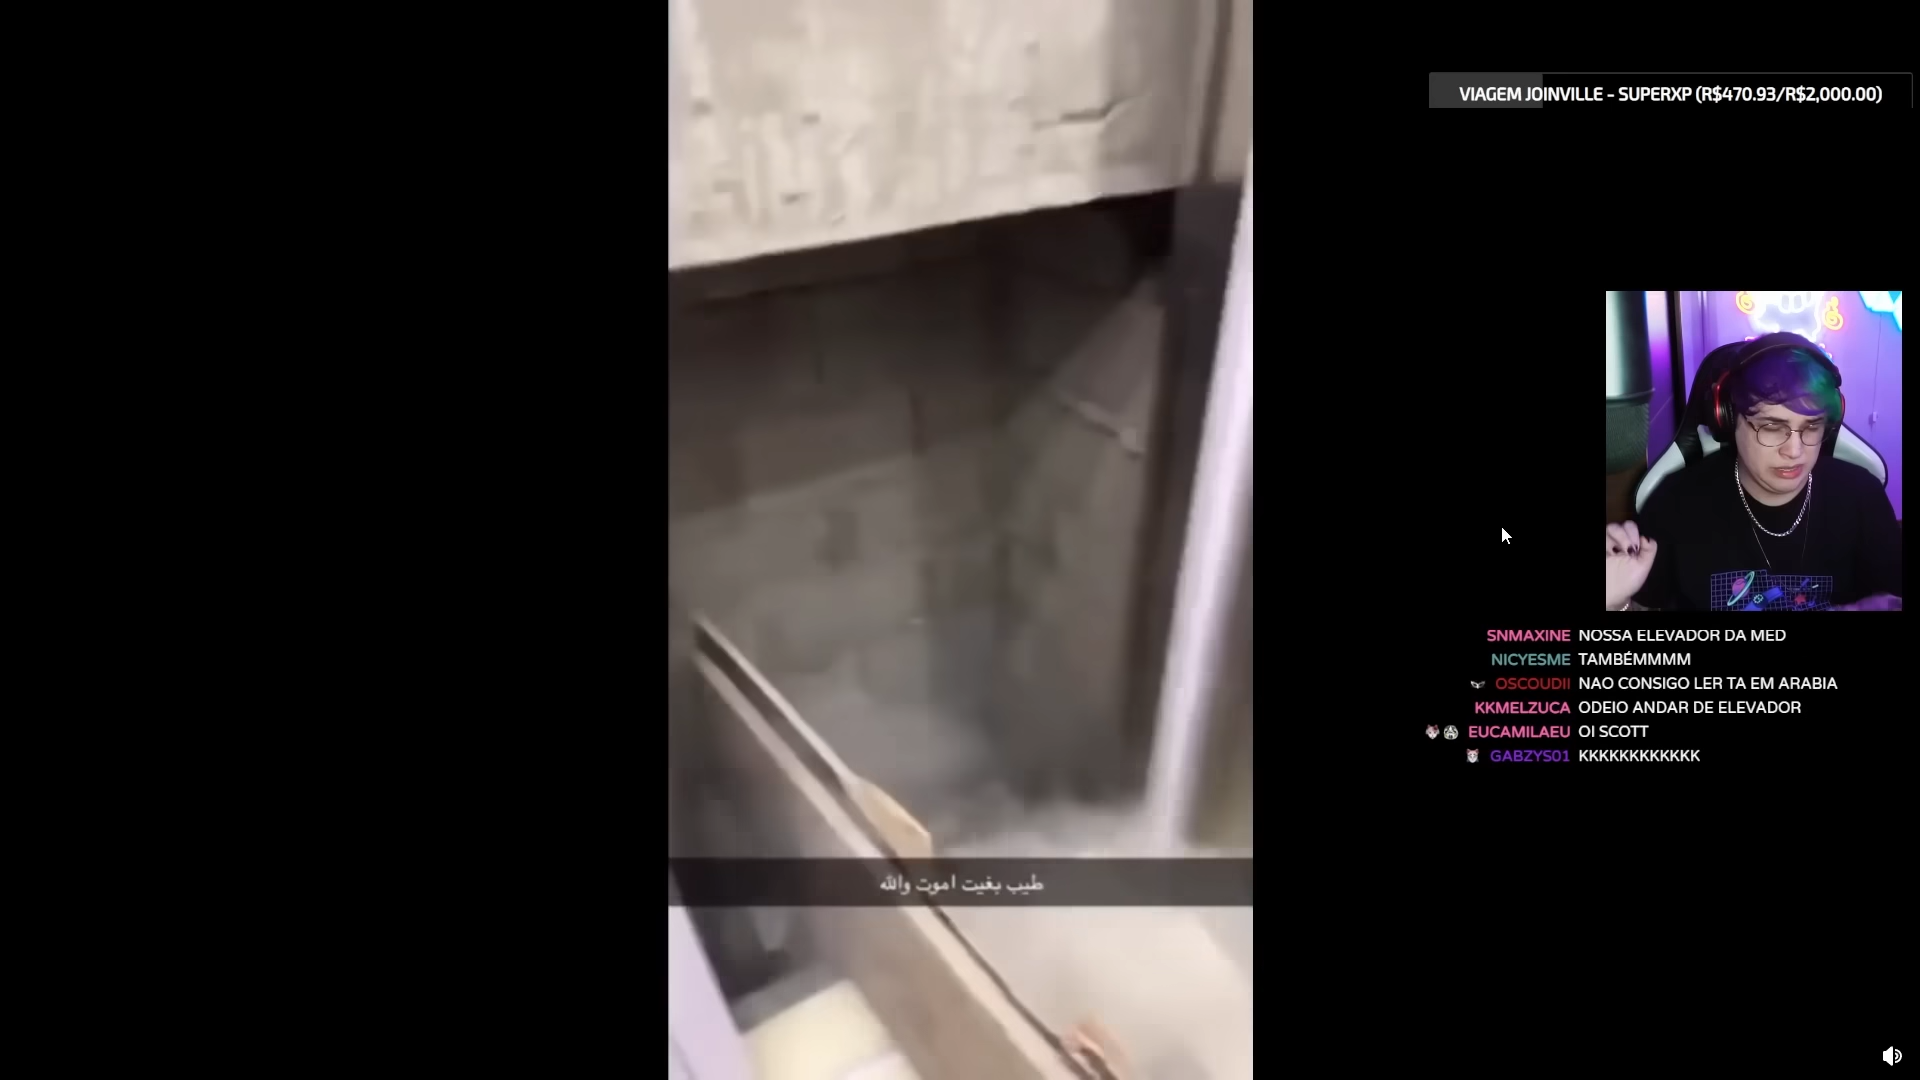 VIAGEM JOINVILLE - SUPERXP (R$470.93/R$2,000.00)
SNMAXINE NOSSA ELEVADOR DA MED
NICYESME TAMBÉMMMM
OSCOUDII NAO CONSIGO LER TA EM ARABIA
KKMELZUCA ODEIO ANDAR DE ELEVADOR
EUCAMILAEU OI SCOTT
GABZYS01 KKKKKKKKKKKK
طيب بغيت اموت والله